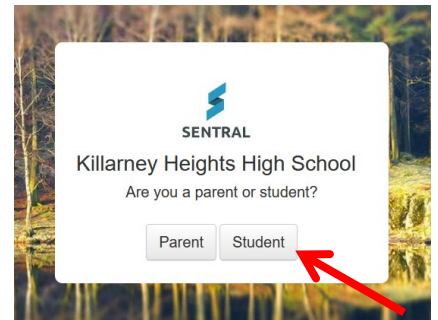 SENTRAL
Killarney Heights High School
Are you a parent or student?
Parent Student